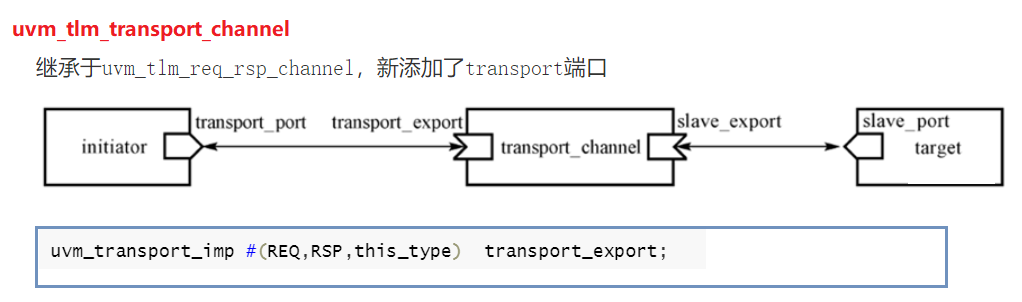 uvm_tlm_transport_channel
继承于uvm_tlm_req_rsp_channel，新添加了transport端口
transport_port transport_export slave_export slave_port
initiator transport_channel target
uvm_transport_imp #(REQ,RSP,this_type) transport_export;